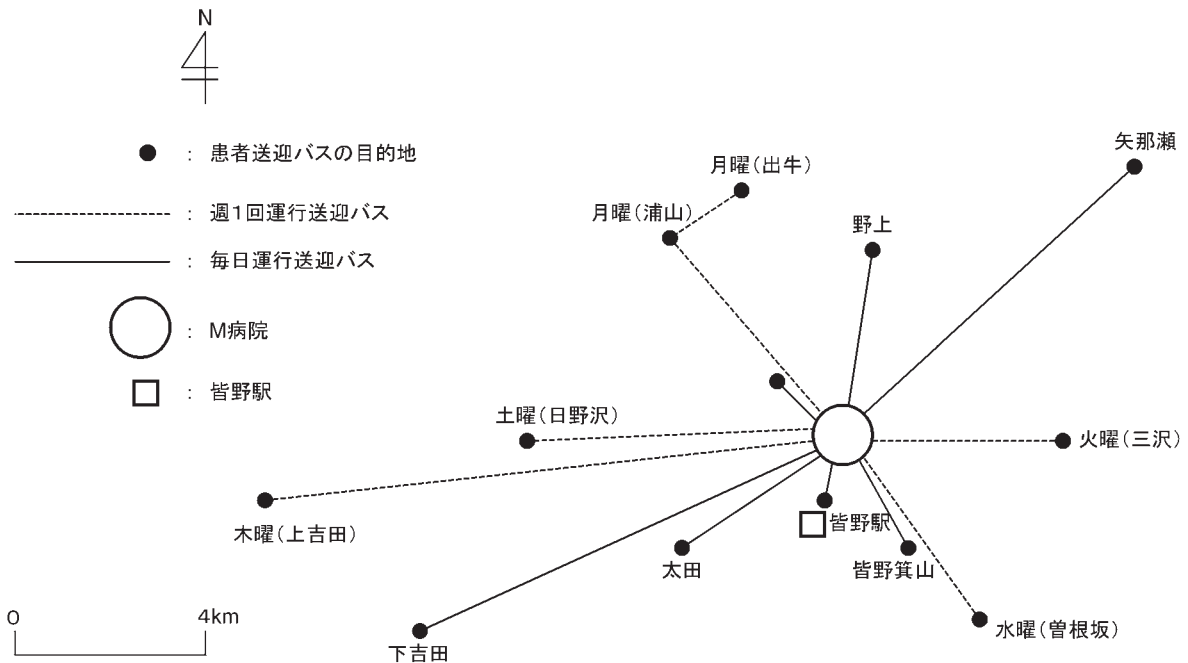 N
: 患者送迎バスの目的地
: 週1回運行送迎バス
: 毎日運行送迎バス
: M病院
: 皆野駅
矢那瀬
月曜(出牛)
月曜(浦山)
野上
土曜(日野沢)
火曜(三沢)
木曜(上吉田)
皆野駅
太田
皆野箕山
水曜(曽根坂)
下吉田
0 4km